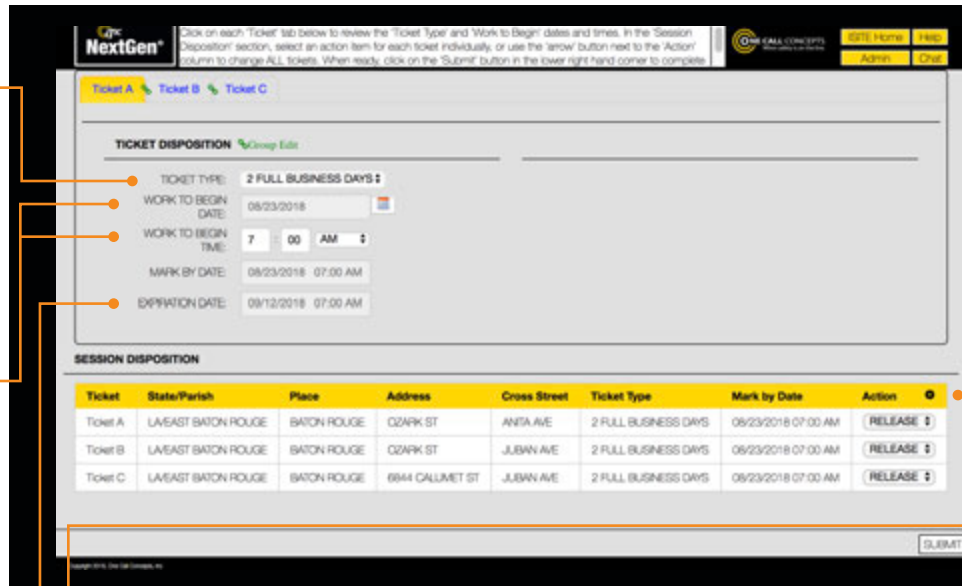 GTPC
NextGen®
Click on each 'Ticket' tab below to review the 'Ticket Type' and 'Work to Begin' dates and times. In the 'Session
Disposition' section, select an action item for each ticket individually, or use the 'arrow' button next to the 'Action'
column to change ALL tickets. When ready, click on the 'Submit' button in the lower right hand corner to complete
ONE CALL CONCEPTS
ISITE Home Help
Admin Chat
Ticket A Ticket B Ticket C
TICKET DISPOSITION Group Edit
TICKET TYPE: 2 FULL BUSINESS DAYS
WORK TO BEGIN
DATE: 08/23/2018
WORK TO BEGIN
TIME: 7 : 00 AM
MARK BY DATE: 08/23/2018 07:00 AM
EXPIRATION DATE: 09/12/2018 07:00 AM
SESSION DISPOSITION
Ticket State/Parish Place Address Cross Street Ticket Type Mark by Date Action
Ticket A LA/EAST BATON ROUGE BATON ROUGE OZARK ST ANITA AVE 2 FULL BUSINESS DAYS 08/23/2018 07:00 AM RELEASE
Ticket B LA/EAST BATON ROUGE BATON ROUGE OZARK ST JUBAN AVE 2 FULL BUSINESS DAYS 08/23/2018 07:00 AM RELEASE
Ticket C LA/EAST BATON ROUGE BATON ROUGE 6844 CALUMET ST JUBAN AVE 2 FULL BUSINESS DAYS 08/23/2018 07:00 AM RELEASE
SUBMIT